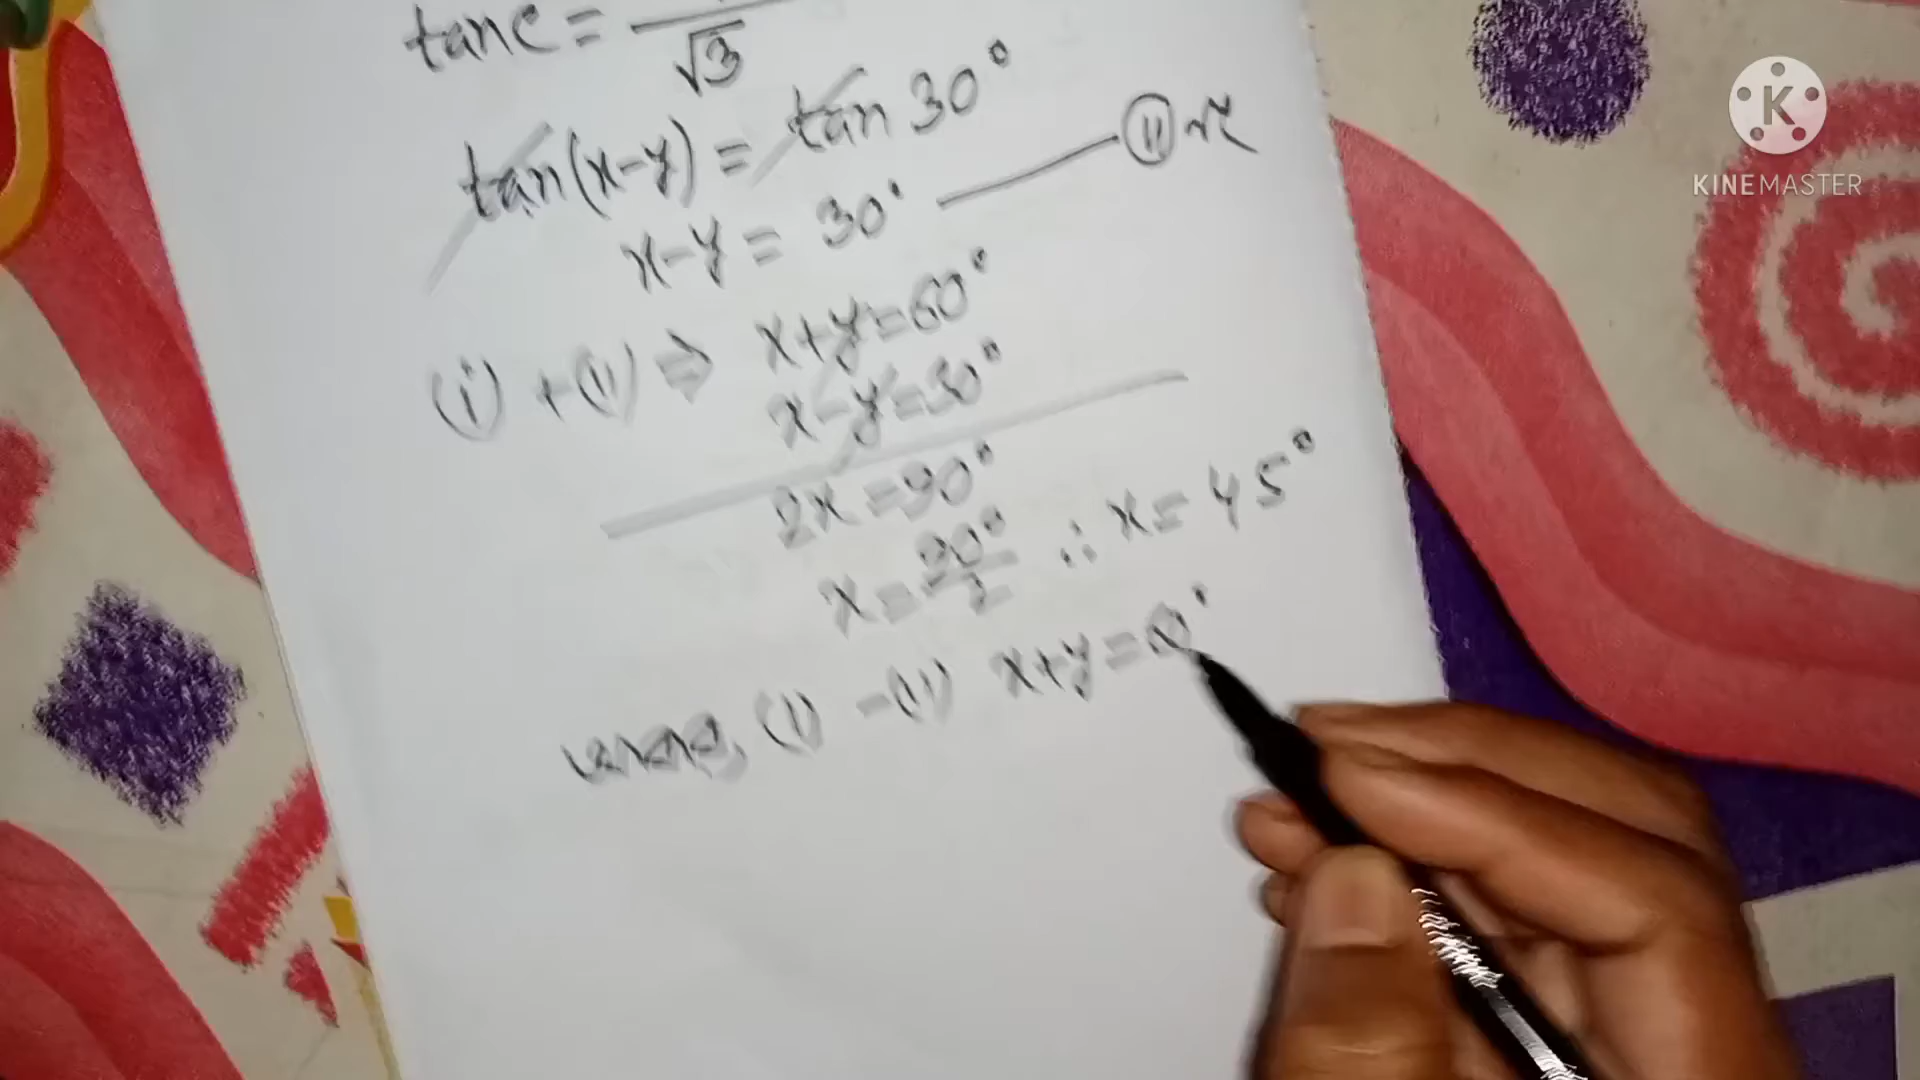 tanC = ―/√3
tan(x-y) = tan 30°
x-y = 30° — (ii) নং
(i) + (ii) ⇒ x+y=60°
x-y=30°
2x=90°
x=90°/2 ∴ x= 45°
(i) -(ii) x+y=
K
KINEMASTER